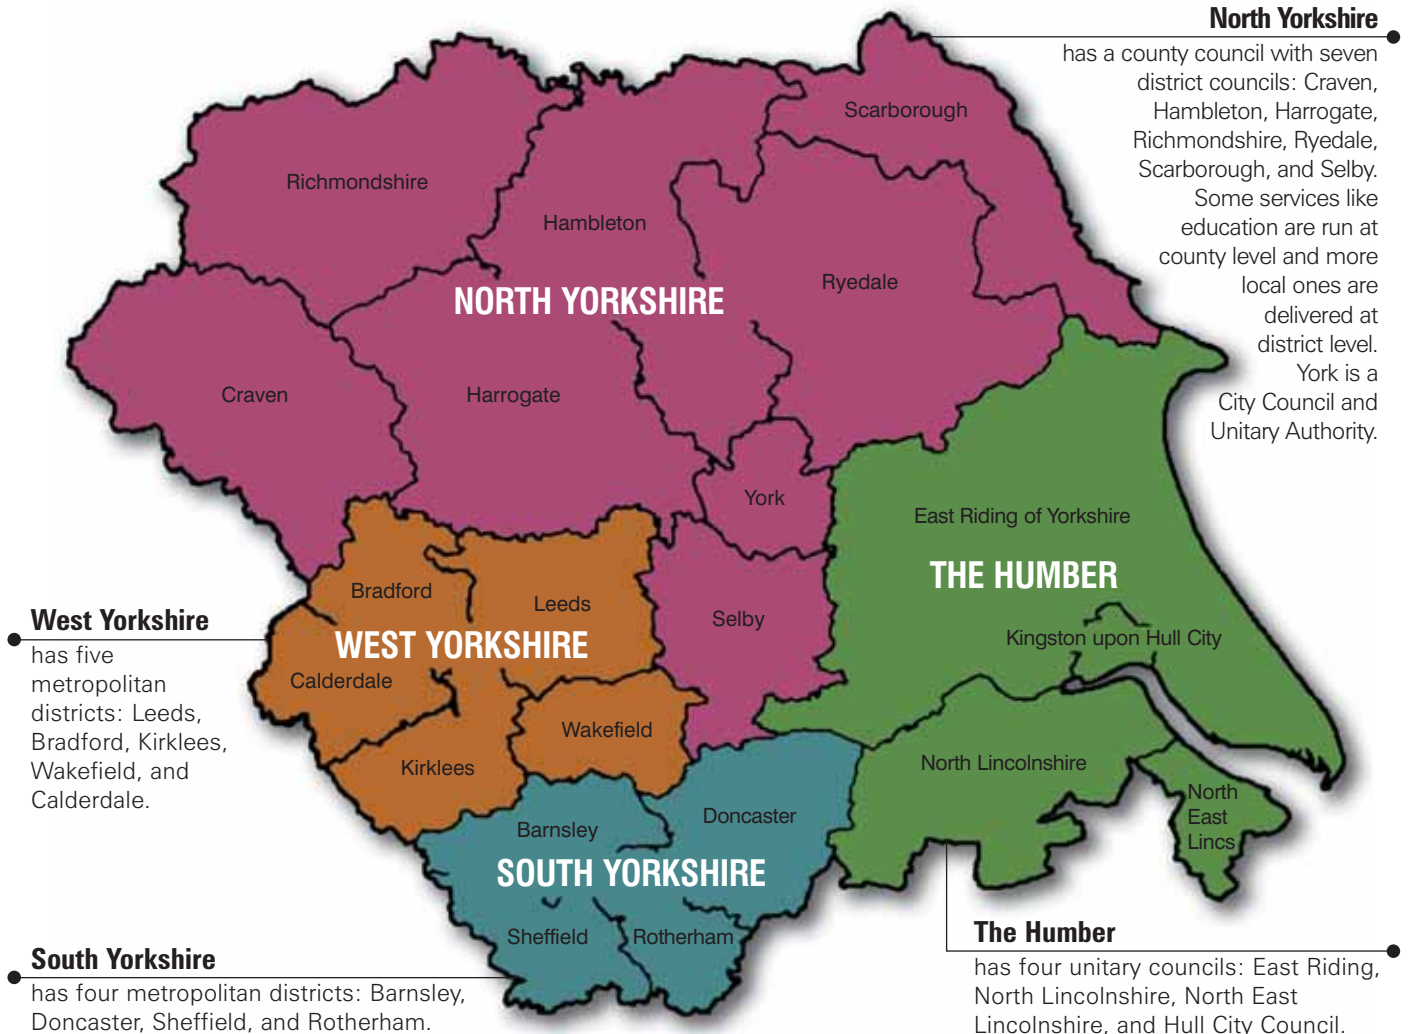 North Yorkshire
has a county council with seven
district councils: Craven,
Hambleton, Harrogate,
Richmondshire, Ryedale,
Scarborough, and Selby.
Some services like
education are run at
county level and more
local ones are
delivered at
district level.
York is a
City Council and
Unitary Authority.
Scarborough
Richmondshire
Hambleton
Ryedale
NORTH YORKSHIRE
Craven
Harrogate
York
East Riding of Yorkshire
THE HUMBER
Bradford
Leeds
Selby
Kingston upon Hull City
WEST YORKSHIRE
Calderdale
Wakefield
Kirklees
North Lincolnshire
North
East
Lincs
Barnsley
Doncaster
SOUTH YORKSHIRE
Sheffield
Rotherham
West Yorkshire
has five
metropolitan
districts: Leeds,
Bradford, Kirklees,
Wakefield, and
Calderdale.
South Yorkshire
has four metropolitan districts: Barnsley,
Doncaster, Sheffield, and Rotherham.
The Humber
has four unitary councils: East Riding,
North Lincolnshire, North East
Lincolnshire, and Hull City Council.